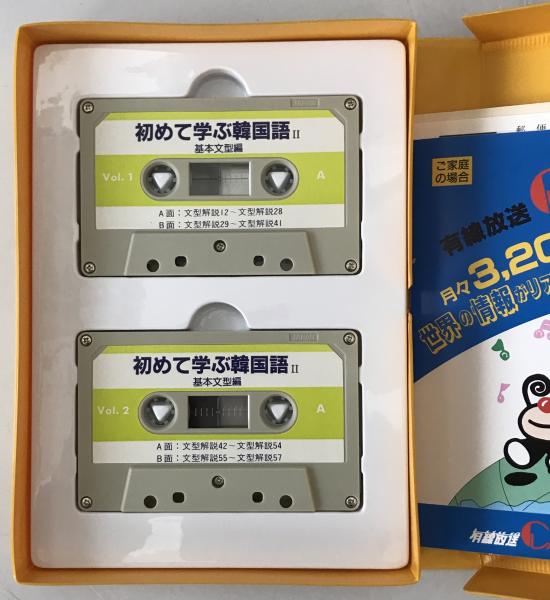 初めて学ぶ韓国語 II
基本文型編
Vol. 1
A
A面:文型解説12〜文型解説28
B面:文型解説29〜文型解説41
初めて学ぶ韓国語 II
基本文型編
Vol. 2
A
A面:文型解説42〜文型解説54
B面:文型解説55〜文型解説57
郵便
ご家庭
の場合
有線放送
月々3,20
世界の情報がリア
有線放送